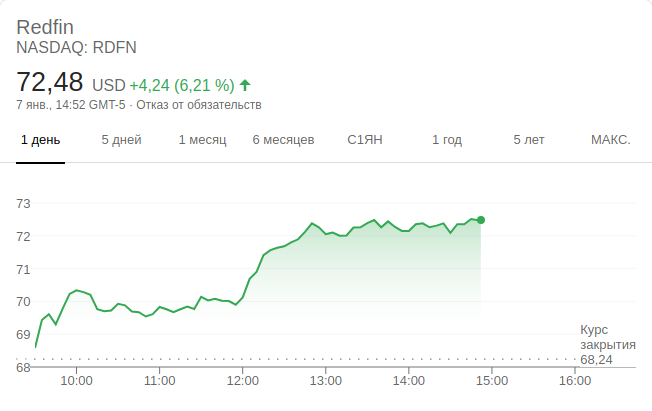 Redfin
NASDAQ: RDFN
72,48 USD +4,24 (6,21 %)
7 янв., 14:52 GMT-5 · Отказ от обязательств
1 день 5 дней 1 месяц 6 месяцев С1ЯН 1 год 5 лет МАКС.
73
72
71
70
69
68
Курс
закрытия
68,24
10:00 11:00 12:00 13:00 14:00 15:00 16:00